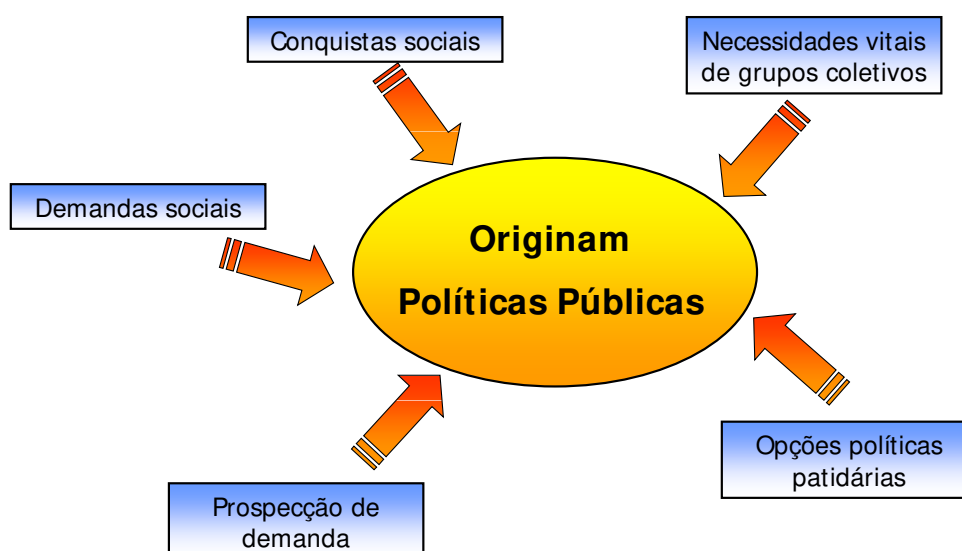 Conquistas sociais
Necessidades vitais
de grupos coletivos
Demandas sociais
Originam
Políticas Públicas
Opções políticas
patidárias
Prospecção de
demanda